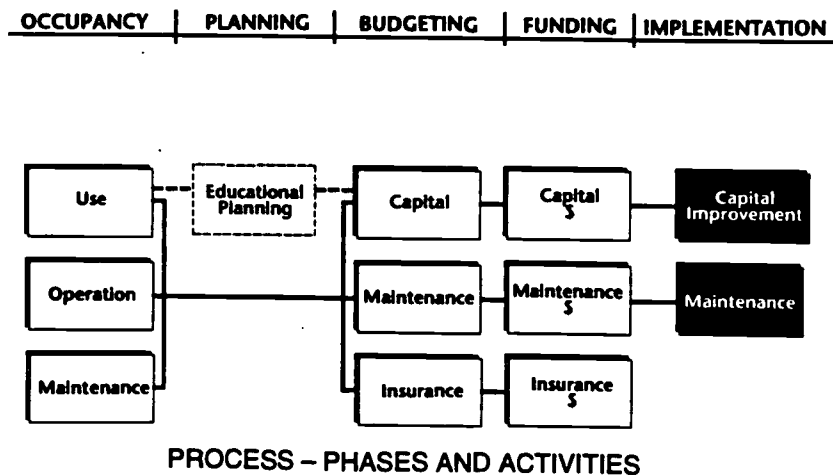 OCCUPANCY | PLANNING | BUDGETING | FUNDING | IMPLEMENTATION
Use
Educational
Planning
Capital
Capital
$
Capital
Improvement
Operation
Maintenance
Maintenance
$
Maintenance
Maintenance
Insurance
Insurance
$
PROCESS – PHASES AND ACTIVITIES